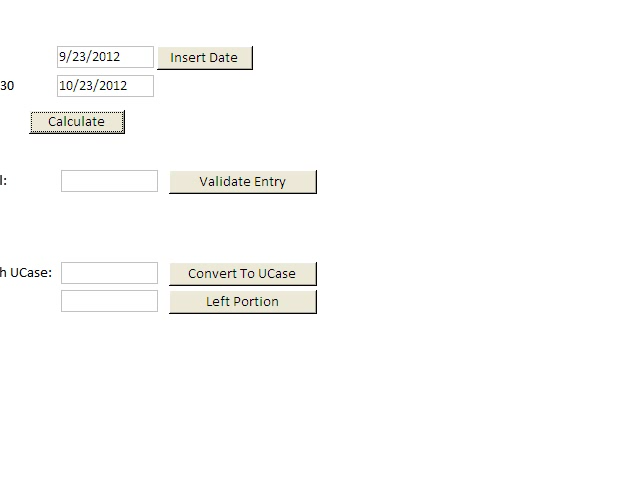 9/23/2012 Insert Date
30 10/23/2012
Calculate
l: Validate Entry
h UCase: Convert To UCase
Left Portion